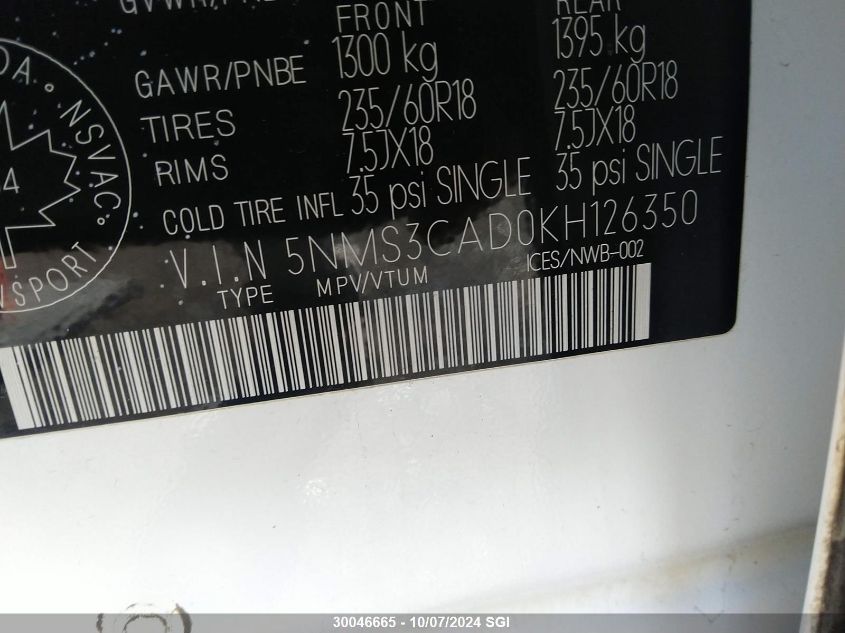 FRONT REAR
GAWR/PNBE 1300 kg 1395 kg
TIRES 235/60R18 235/60R18
RIMS 7.5JX18 7.5JX18
COLD TIRE INFL 35 psi SINGLE 35 psi SINGLE
V.I.N 5NMS3CAD0KH126350
TYPE MPV/VTUM ICES/NWB-002
NSVAC
30046665 - 10/07/2024 SGI